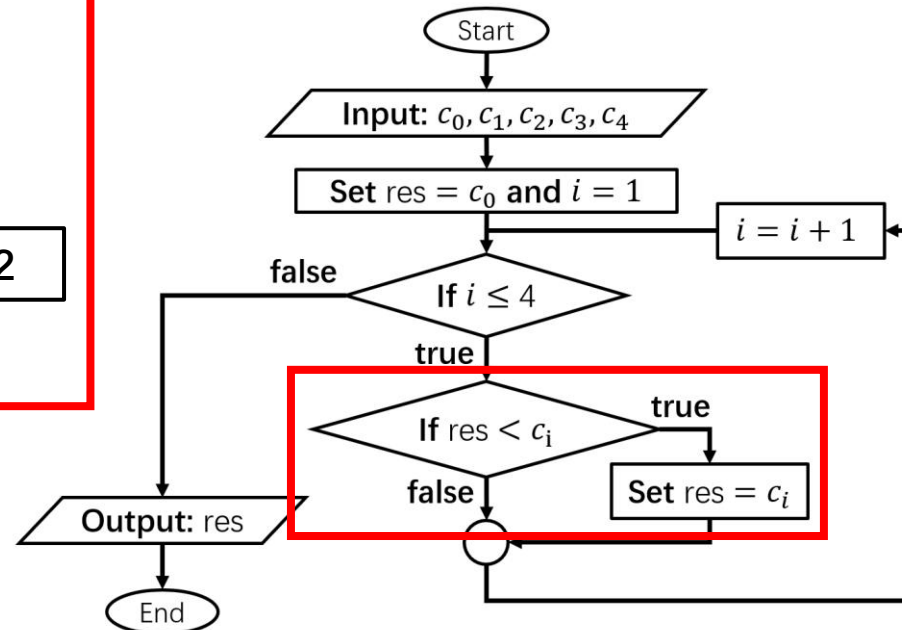 Start
Input: c₀, c₁, c₂, c₃, c₄
Set res = c₀ and i = 1
i = i + 1
2
false
If i ≤ 4
true
If res < cᵢ
true
false
Set res = cᵢ
Output: res
End